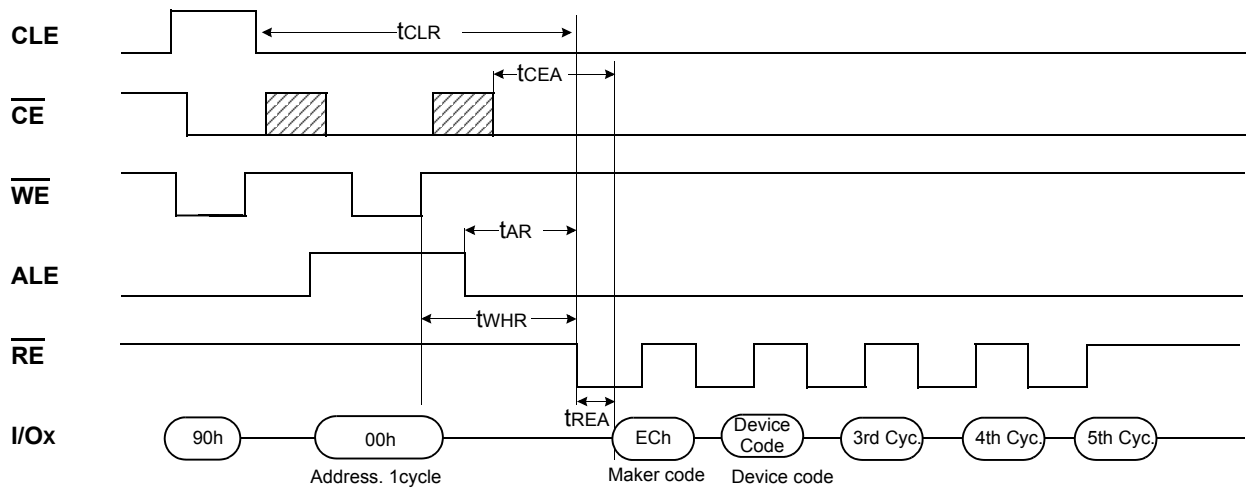 CLE
tCLR
tCEA
CE
WE
tAR
ALE
tWHR
RE
tREA
I/Ox
90h
00h
ECh
Device
Code
3rd Cyc.
4th Cyc.
5th Cyc.
Address. 1cycle
Maker code
Device code